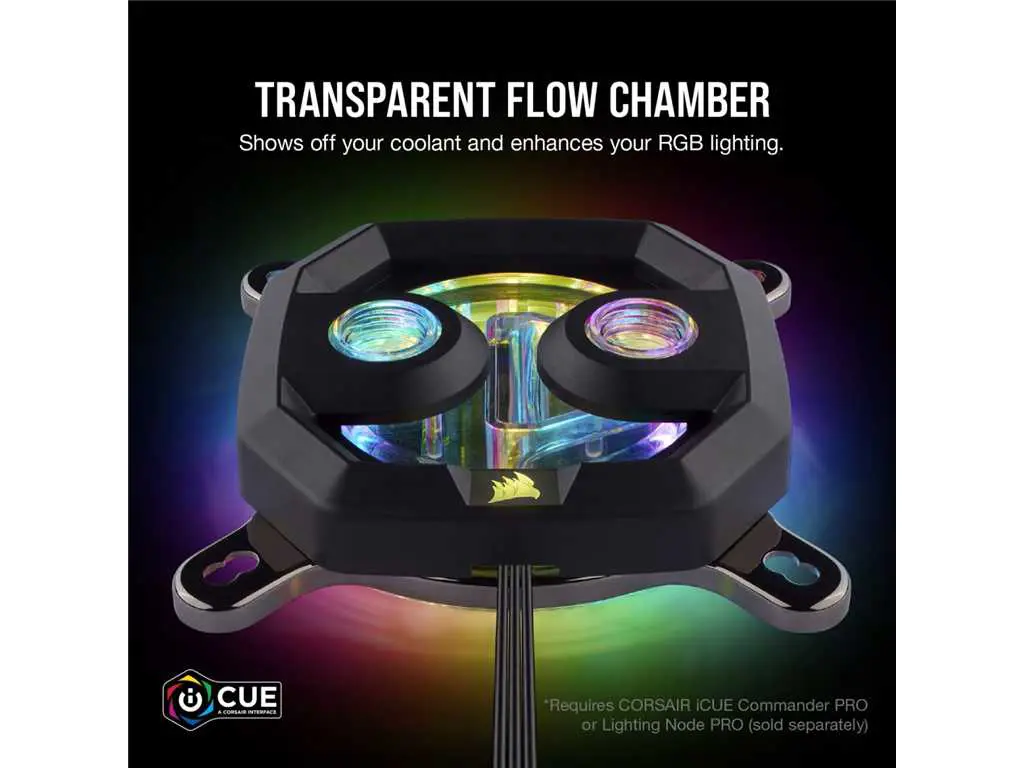 TRANSPARENT FLOW CHAMBER
Shows off your coolant and enhances your RGB lighting.
iCUE
A CORSAIR INTERFACE
*Requires CORSAIR iCUE Commander PRO
or Lighting Node PRO (sold separately)